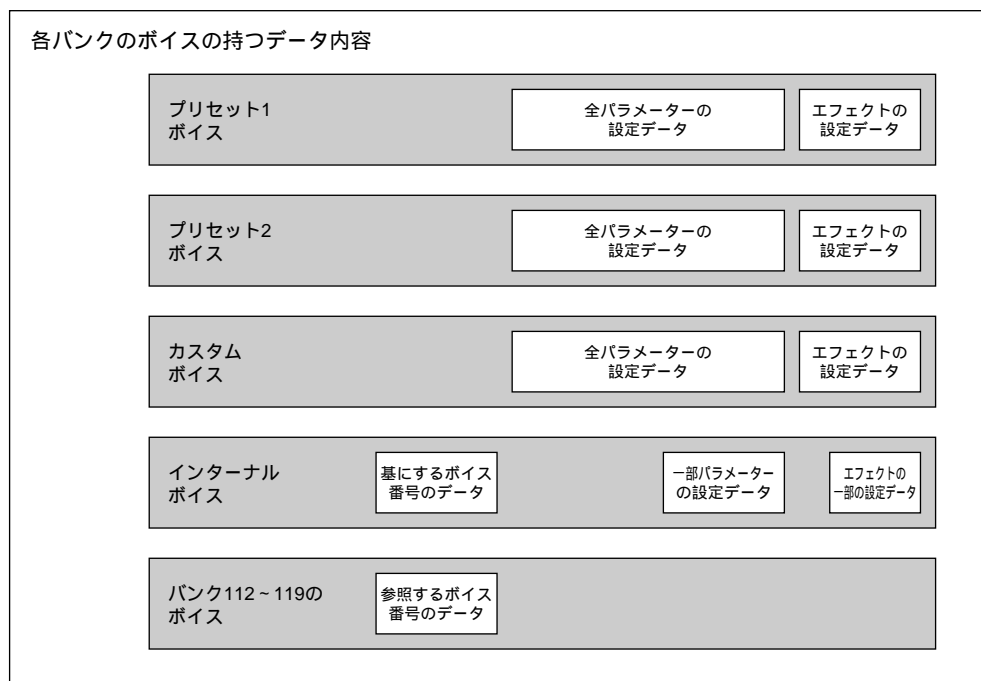 各バンクのボイスの持つデータ内容
プリセット1
ボイス
全パラメーターの
設定データ
エフェクトの
設定データ
プリセット2
ボイス
全パラメーターの
設定データ
エフェクトの
設定データ
カスタム
ボイス
全パラメーターの
設定データ
エフェクトの
設定データ
インターナル
ボイス
基にするボイス
番号のデータ
一部パラメーター
の設定データ
エフェクトの
一部の設定データ
バンク112~119の
ボイス
参照するボイス
番号のデータ